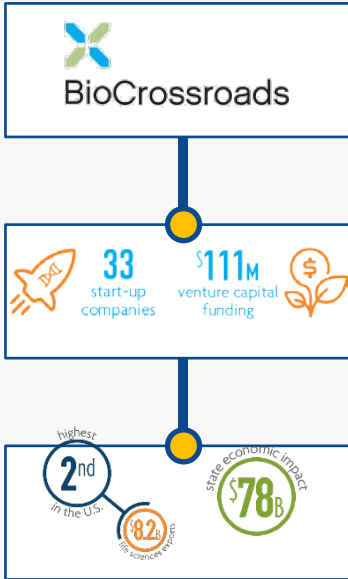 BioCrossroads
33
start-up
companies
$111M
venture capital
funding
highest
2nd
in the U.S.
$8.2B
life sciences exports
state economic impact
$78B